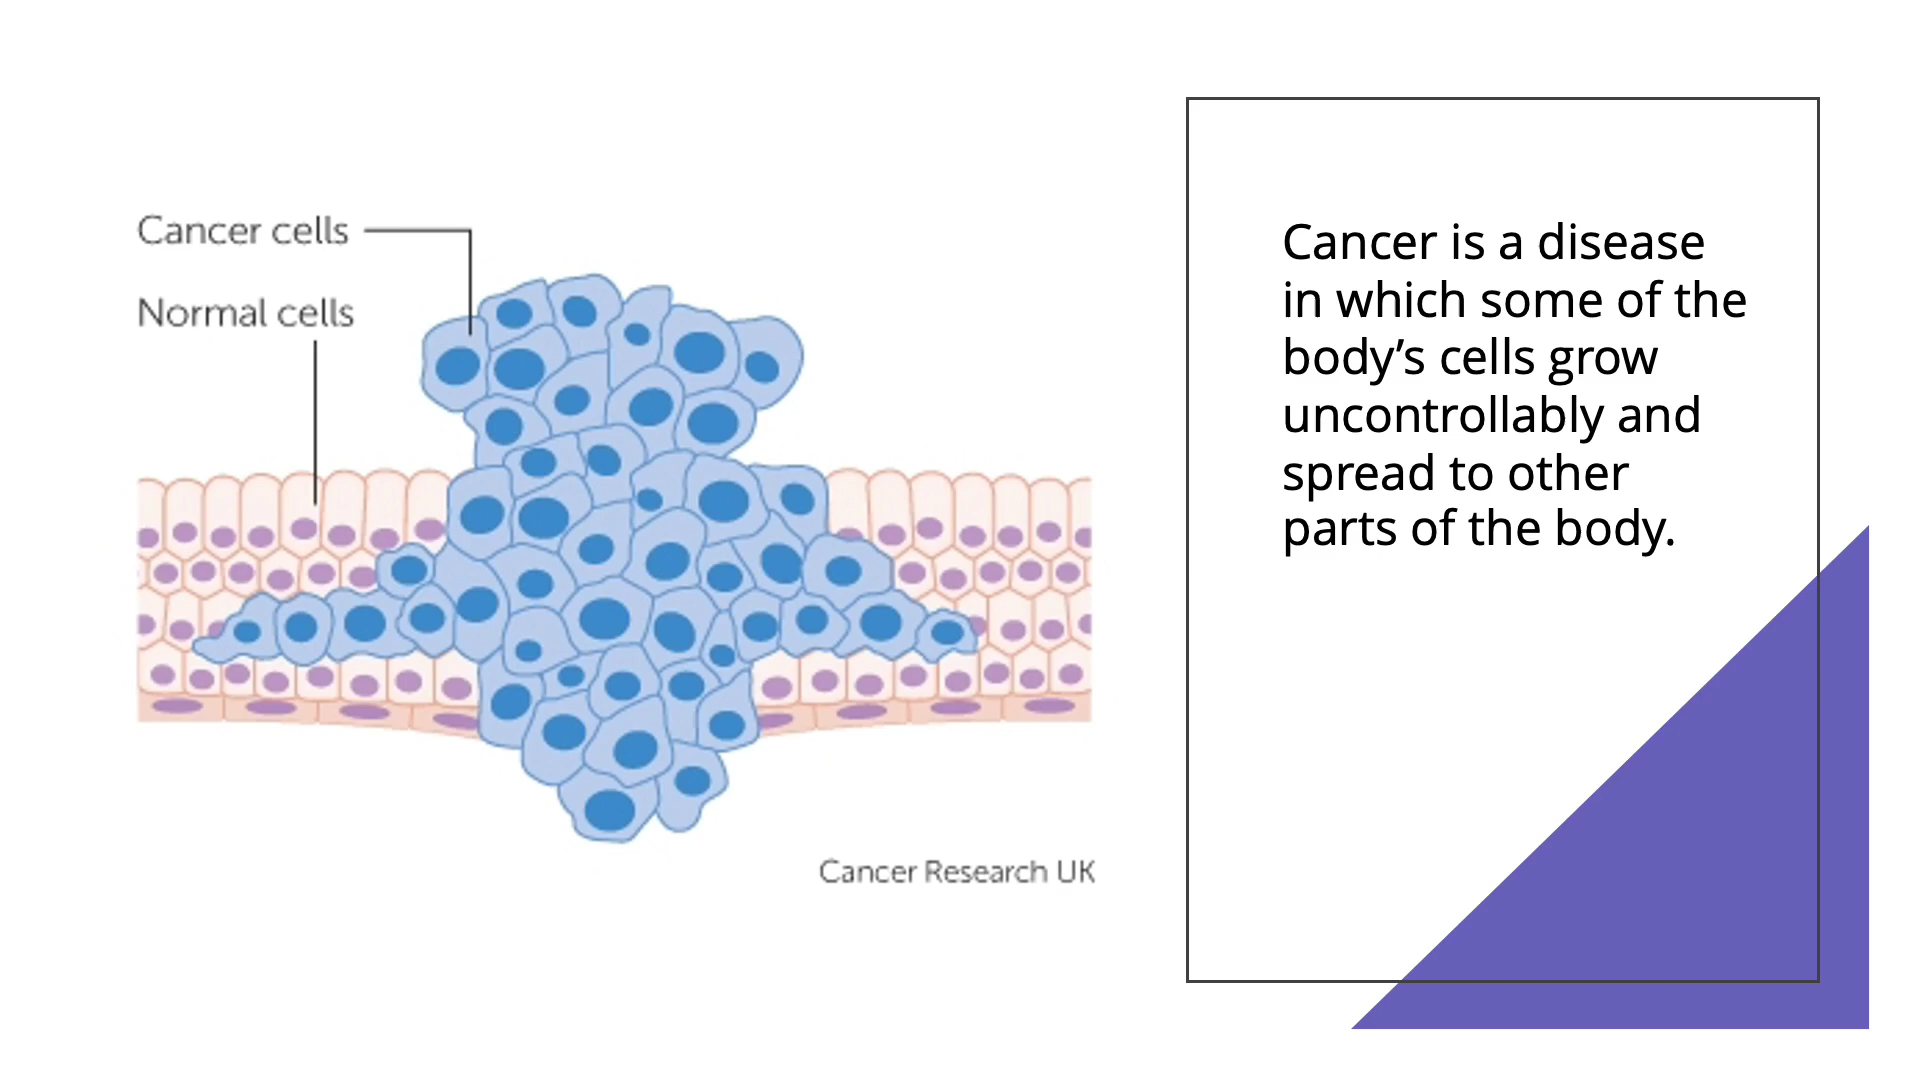 Cancer cells
Normal cells
Cancer Research UK
Cancer is a disease
in which some of the
body’s cells grow
uncontrollably and
spread to other
parts of the body.